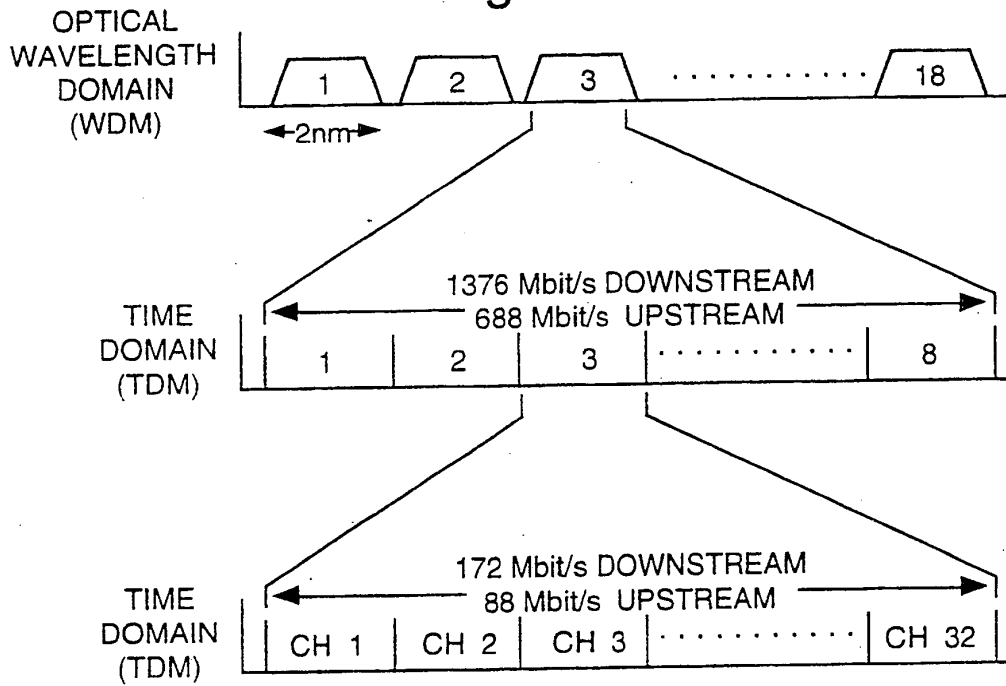 OPTICAL
WAVELENGTH
DOMAIN
(WDM)
1 2 3 18
2nm
1376 Mbit/s DOWNSTREAM
688 Mbit/s UPSTREAM
TIME
DOMAIN
(TDM)
1 2 3 8
172 Mbit/s DOWNSTREAM
88 Mbit/s UPSTREAM
TIME
DOMAIN
(TDM)
CH 1 CH 2 CH 3 CH 32